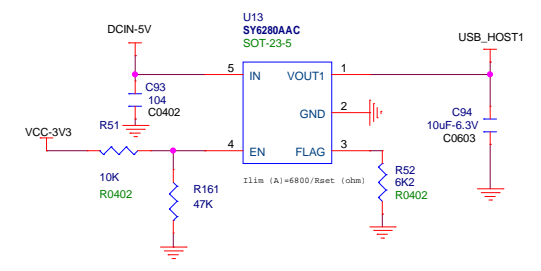 U13
SY6280AAC
SOT-23-5
DCIN-5V
USB_HOST1
5
IN
VOUT1
1
C93
104
C0402
GND
2
C94
10uF-6.3V
C0603
VCC-3V3
R51
4
EN
FLAG
3
10K
R0402
R161
47K
Ilim (A)=6800/Rset (ohm)
R52
6K2
R0402